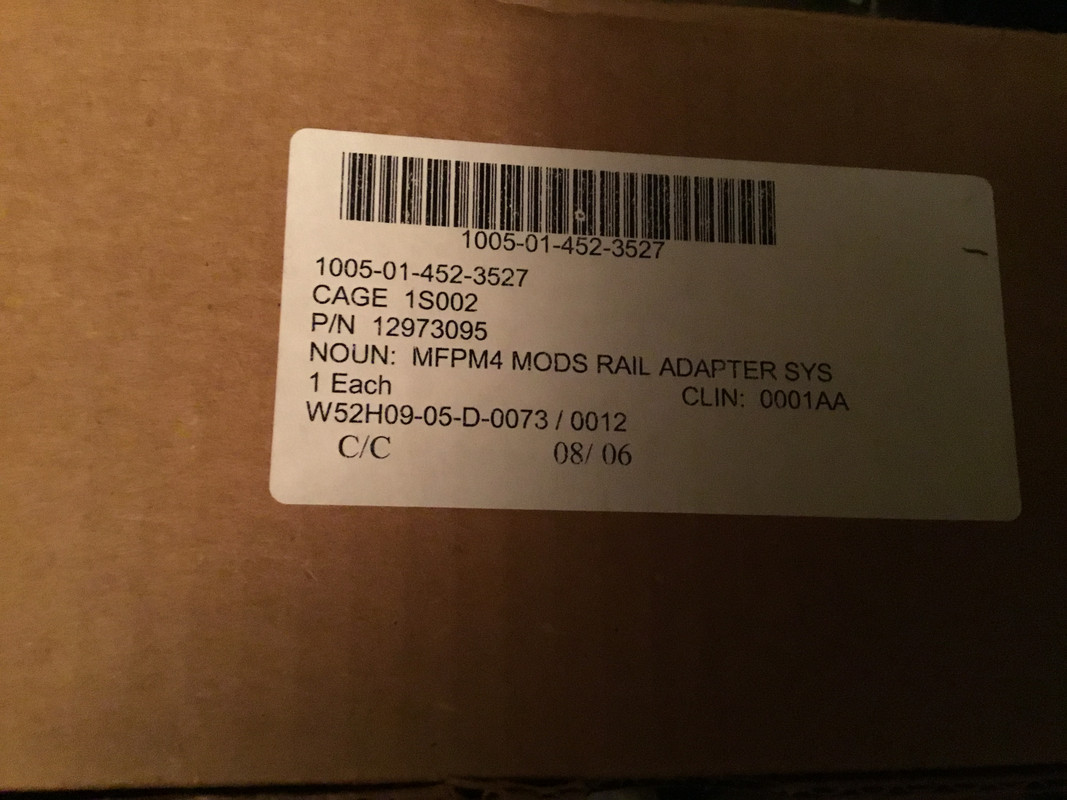 1005-01-452-3527
1005-01-452-3527
CAGE 1S002
P/N 12973095
NOUN: MFPM4 MODS RAIL ADAPTER SYS
1 Each CLIN: 0001AA
W52H09-05-D-0073 / 0012
C/C 08/ 06